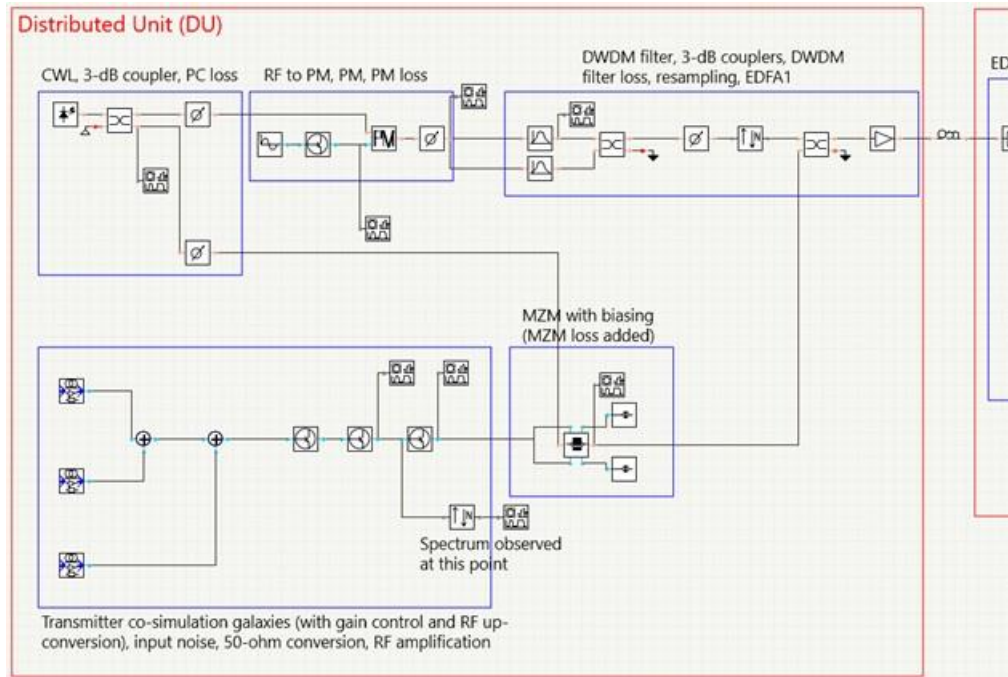 Distributed Unit (DU)
CWL, 3-dB coupler, PC loss
RF to PM, PM, PM loss
DWDM filter, 3-dB couplers, DWDM
filter loss, resampling, EDFA1
ED
PM
MZM with biasing
(MZM loss added)
Spectrum observed
at this point
Transmitter co-simulation galaxies (with gain control and RF up-
conversion), input noise, 50-ohm conversion, RF amplification